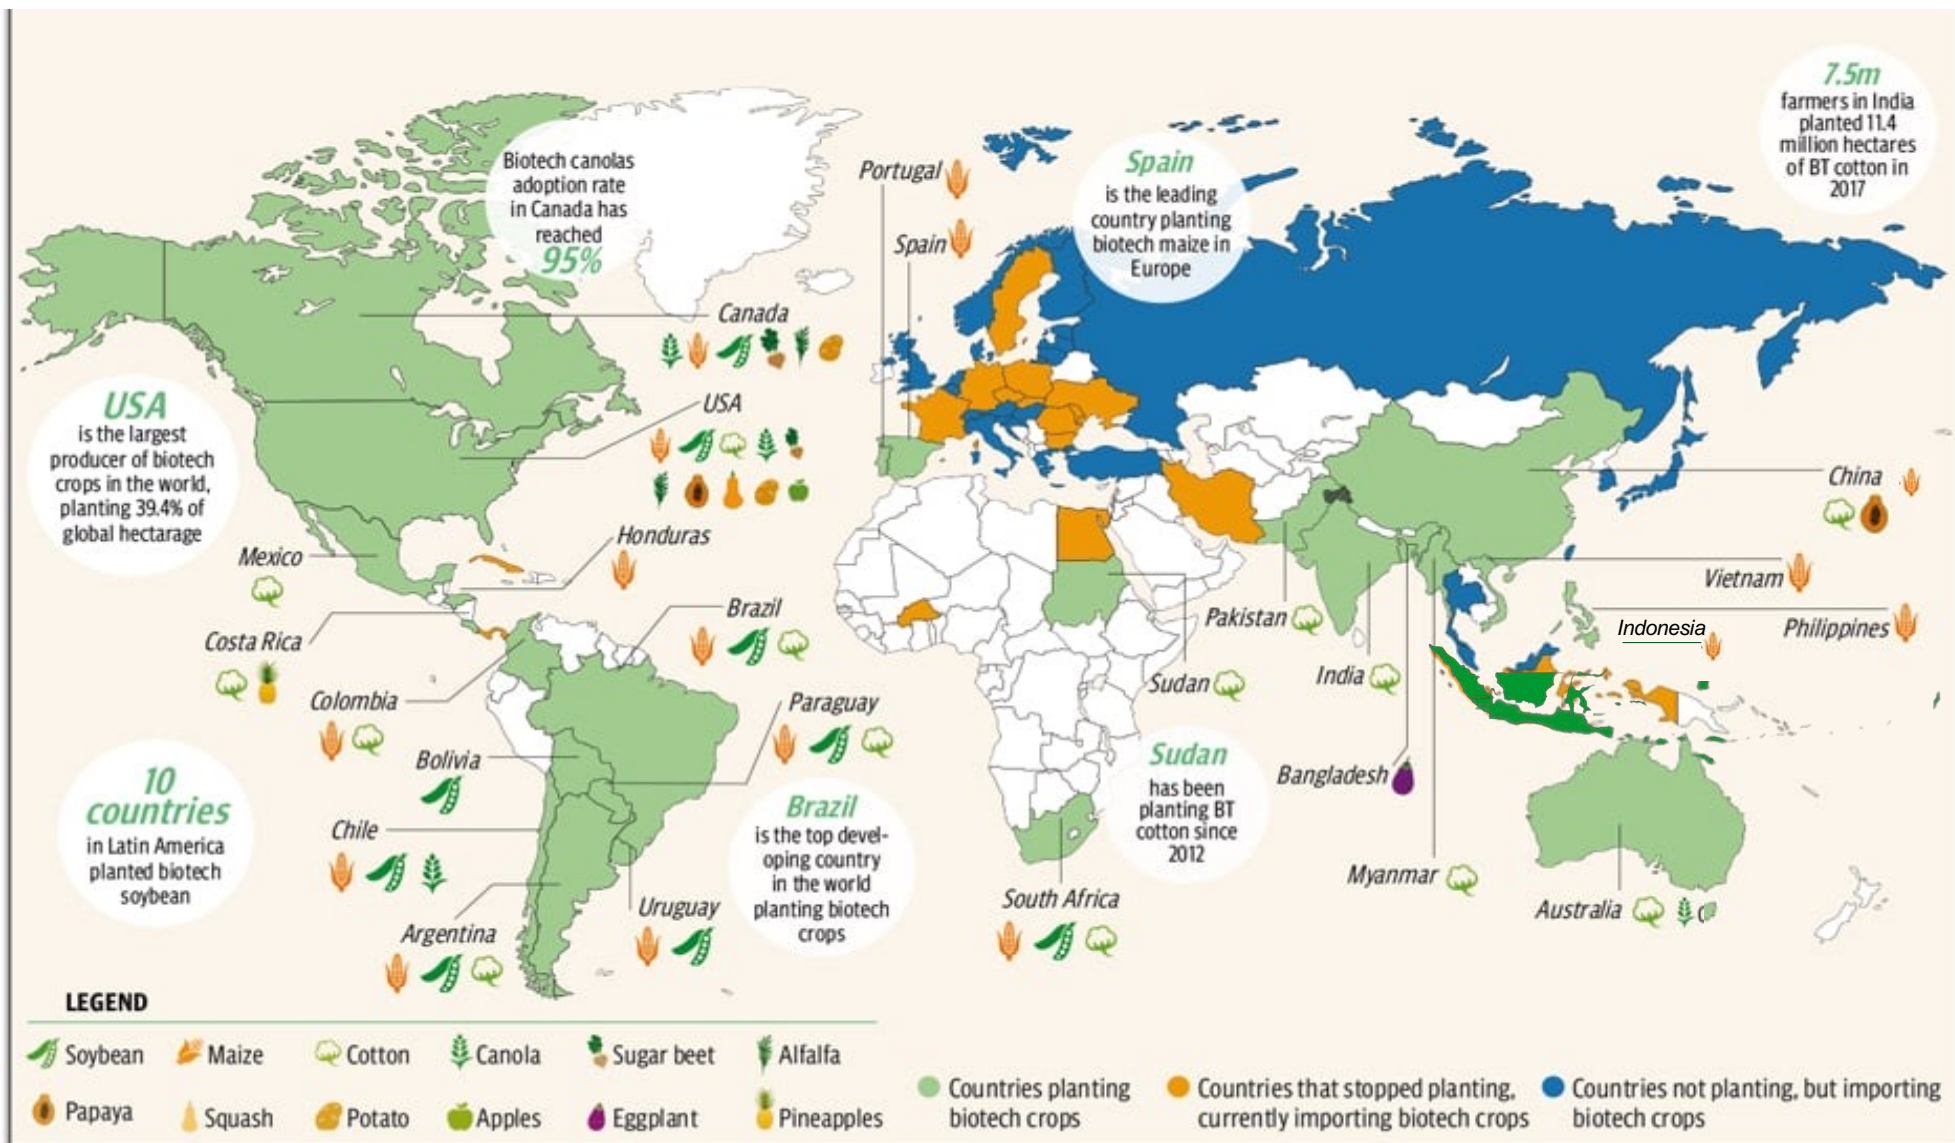 7.5m
farmers in India
planted 11.4
million hectares
of BT cotton in
2017
Biotech canolas
adoption rate
in Canada has
reached
95%
Portugal
Spain
Spain
is the leading
country planting
biotech maize in
Europe
Canada
USA
is the largest
producer of biotech
crops in the world,
planting 39.4% of
global hectarage
USA
China
Honduras
Mexico
Vietnam
Brazil
Costa Rica
Pakistan
Indonesia
Philippines
Colombia
Paraguay
Sudan
India
10
countries
in Latin America
planted biotech
soybean
Bolivia
Sudan
has been
planting BT
cotton since
2012
Bangladesh
Chile
Brazil
is the top devel-
oping country
in the world
planting biotech
crops
Myanmar
Argentina
Uruguay
South Africa
Australia
LEGEND
Soybean Maize Cotton Canola Sugar beet Alfalfa
Papaya Squash Potato Apples Eggplant Pineapples
Countries planting
biotech crops
Countries that stopped planting,
currently importing biotech crops
Countries not planting, but importing
biotech crops